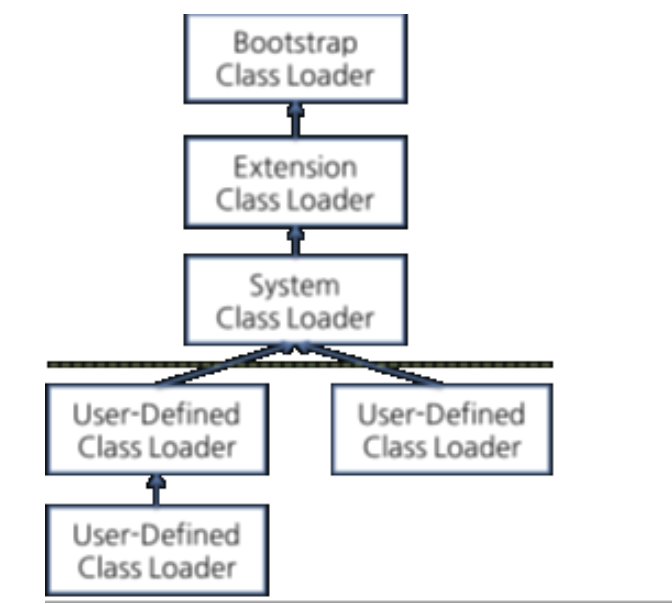 Bootstrap
Class Loader
Extension
Class Loader
System
Class Loader
User-Defined
Class Loader
User-Defined
Class Loader
User-Defined
Class Loader